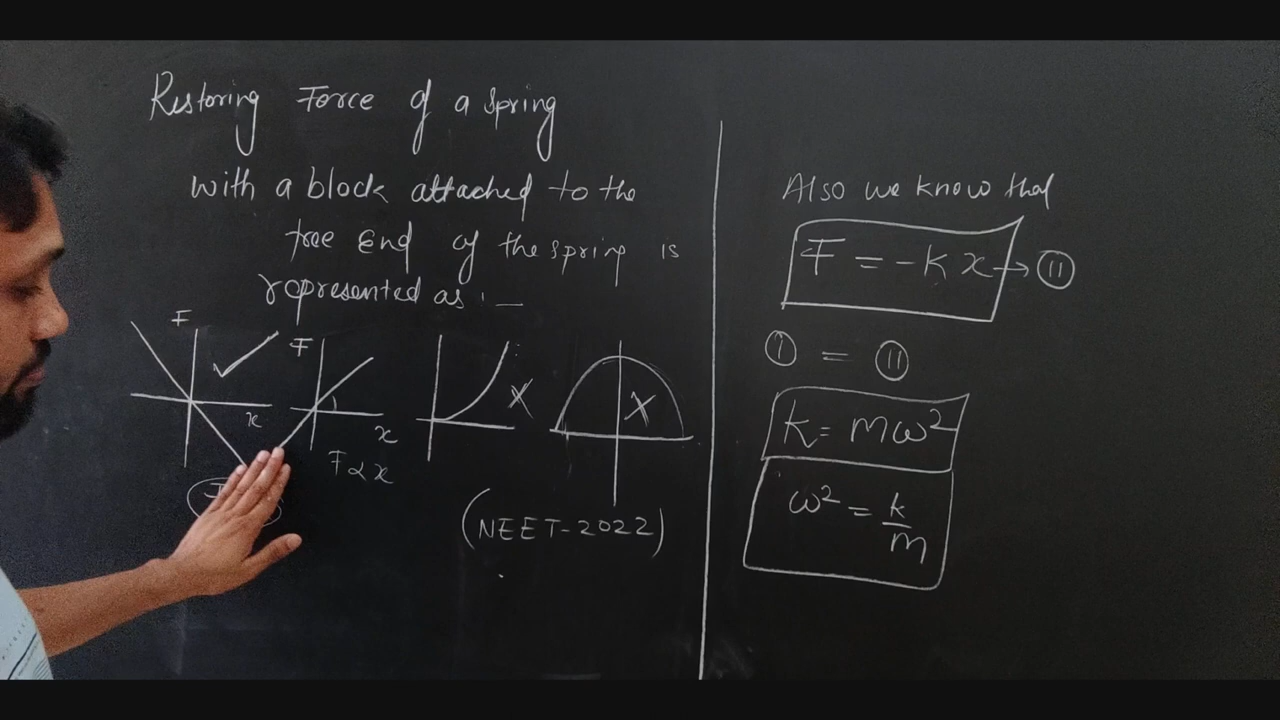 Restoring Force of a spring
with a block attached to the
free End of the spring is
represented as :-
F
x
F
x
F ∝ x
X
X
(NEET-2022)
Also we know that
F = -Kx → (II)
(I) = (II)
K = mω²
ω² = k/m